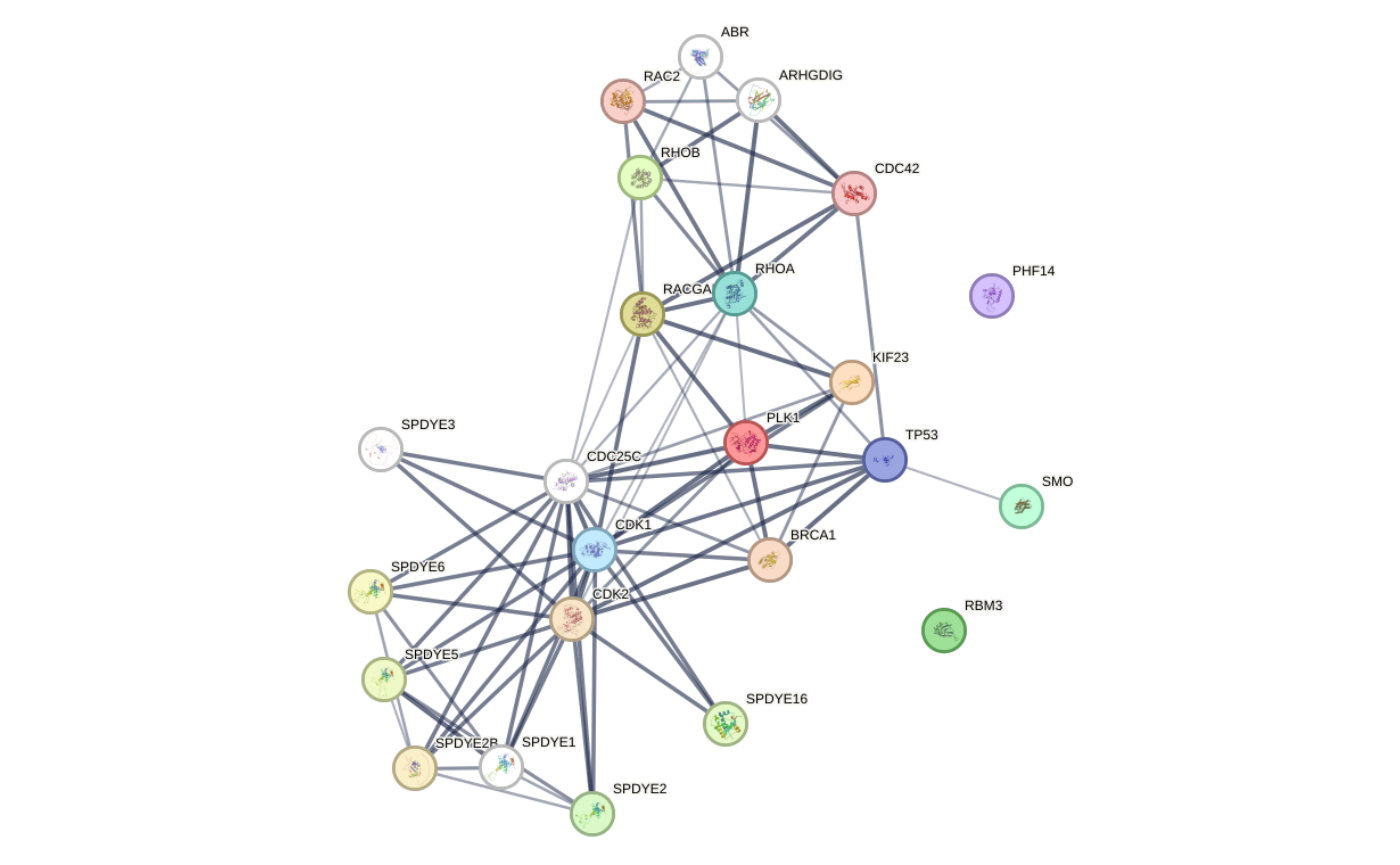 ABR
RAC2
ARHGDIG
RHOB
CDC42
RHOA
PHF14
RACGA
KIF23
PLK1
SPDYE3
TP53
CDC25C
SMO
CDK1
BRCA1
SPDYE6
CDK2
RBM3
SPDYE5
SPDYE16
SPDYE2B
SPDYE1
SPDYE2